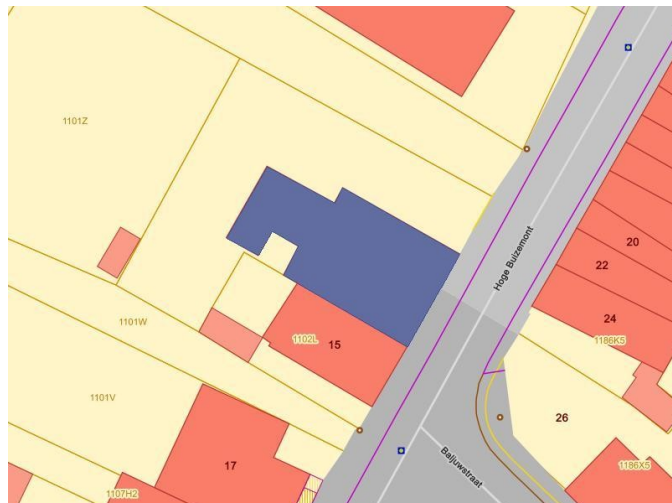 1101Z
Hoge Buizemont
20
22
24
1186K5
1101W
1102L
15
1101V
26
17
Baljuwstraat
1186X5
1107H2